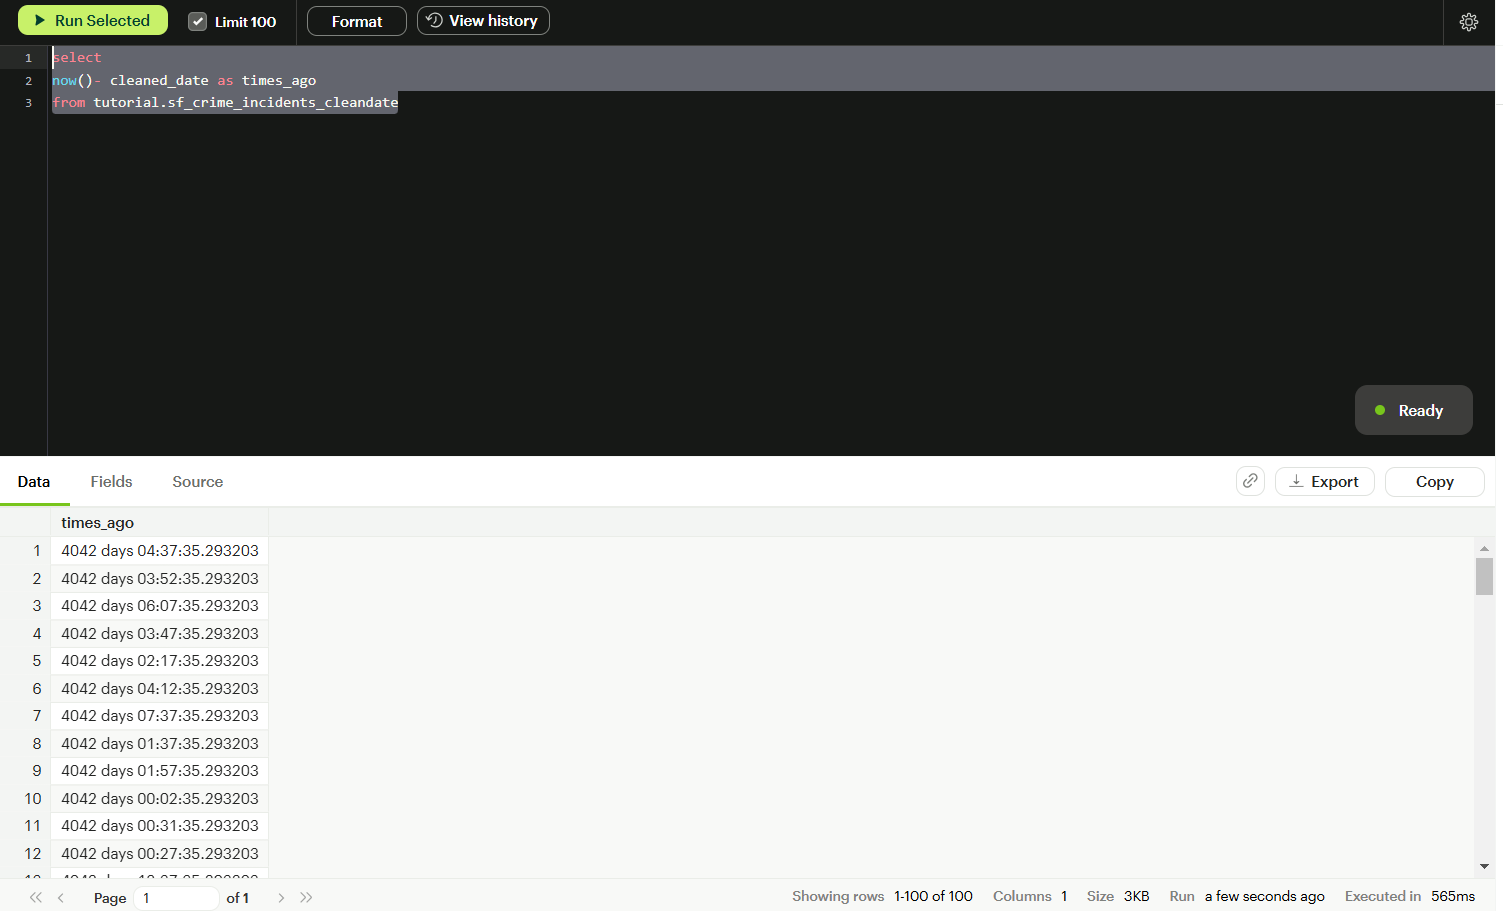 Run Selected Limit 100 Format View history
1 select
2 now()- cleaned_date as times_ago
3 from tutorial.sf_crime_incidents_cleandate
Ready
Data Fields Source Export Copy
times_ago
1 4042 days 04:37:35.293203
2 4042 days 03:52:35.293203
3 4042 days 06:07:35.293203
4 4042 days 03:47:35.293203
5 4042 days 02:17:35.293203
6 4042 days 04:12:35.293203
7 4042 days 07:37:35.293203
8 4042 days 01:37:35.293203
9 4042 days 01:57:35.293203
10 4042 days 00:02:35.293203
11 4042 days 00:31:35.293203
12 4042 days 00:27:35.293203
Page 1 of 1 Showing rows 1-100 of 100 Columns 1 Size 3KB Run a few seconds ago Executed in 565ms